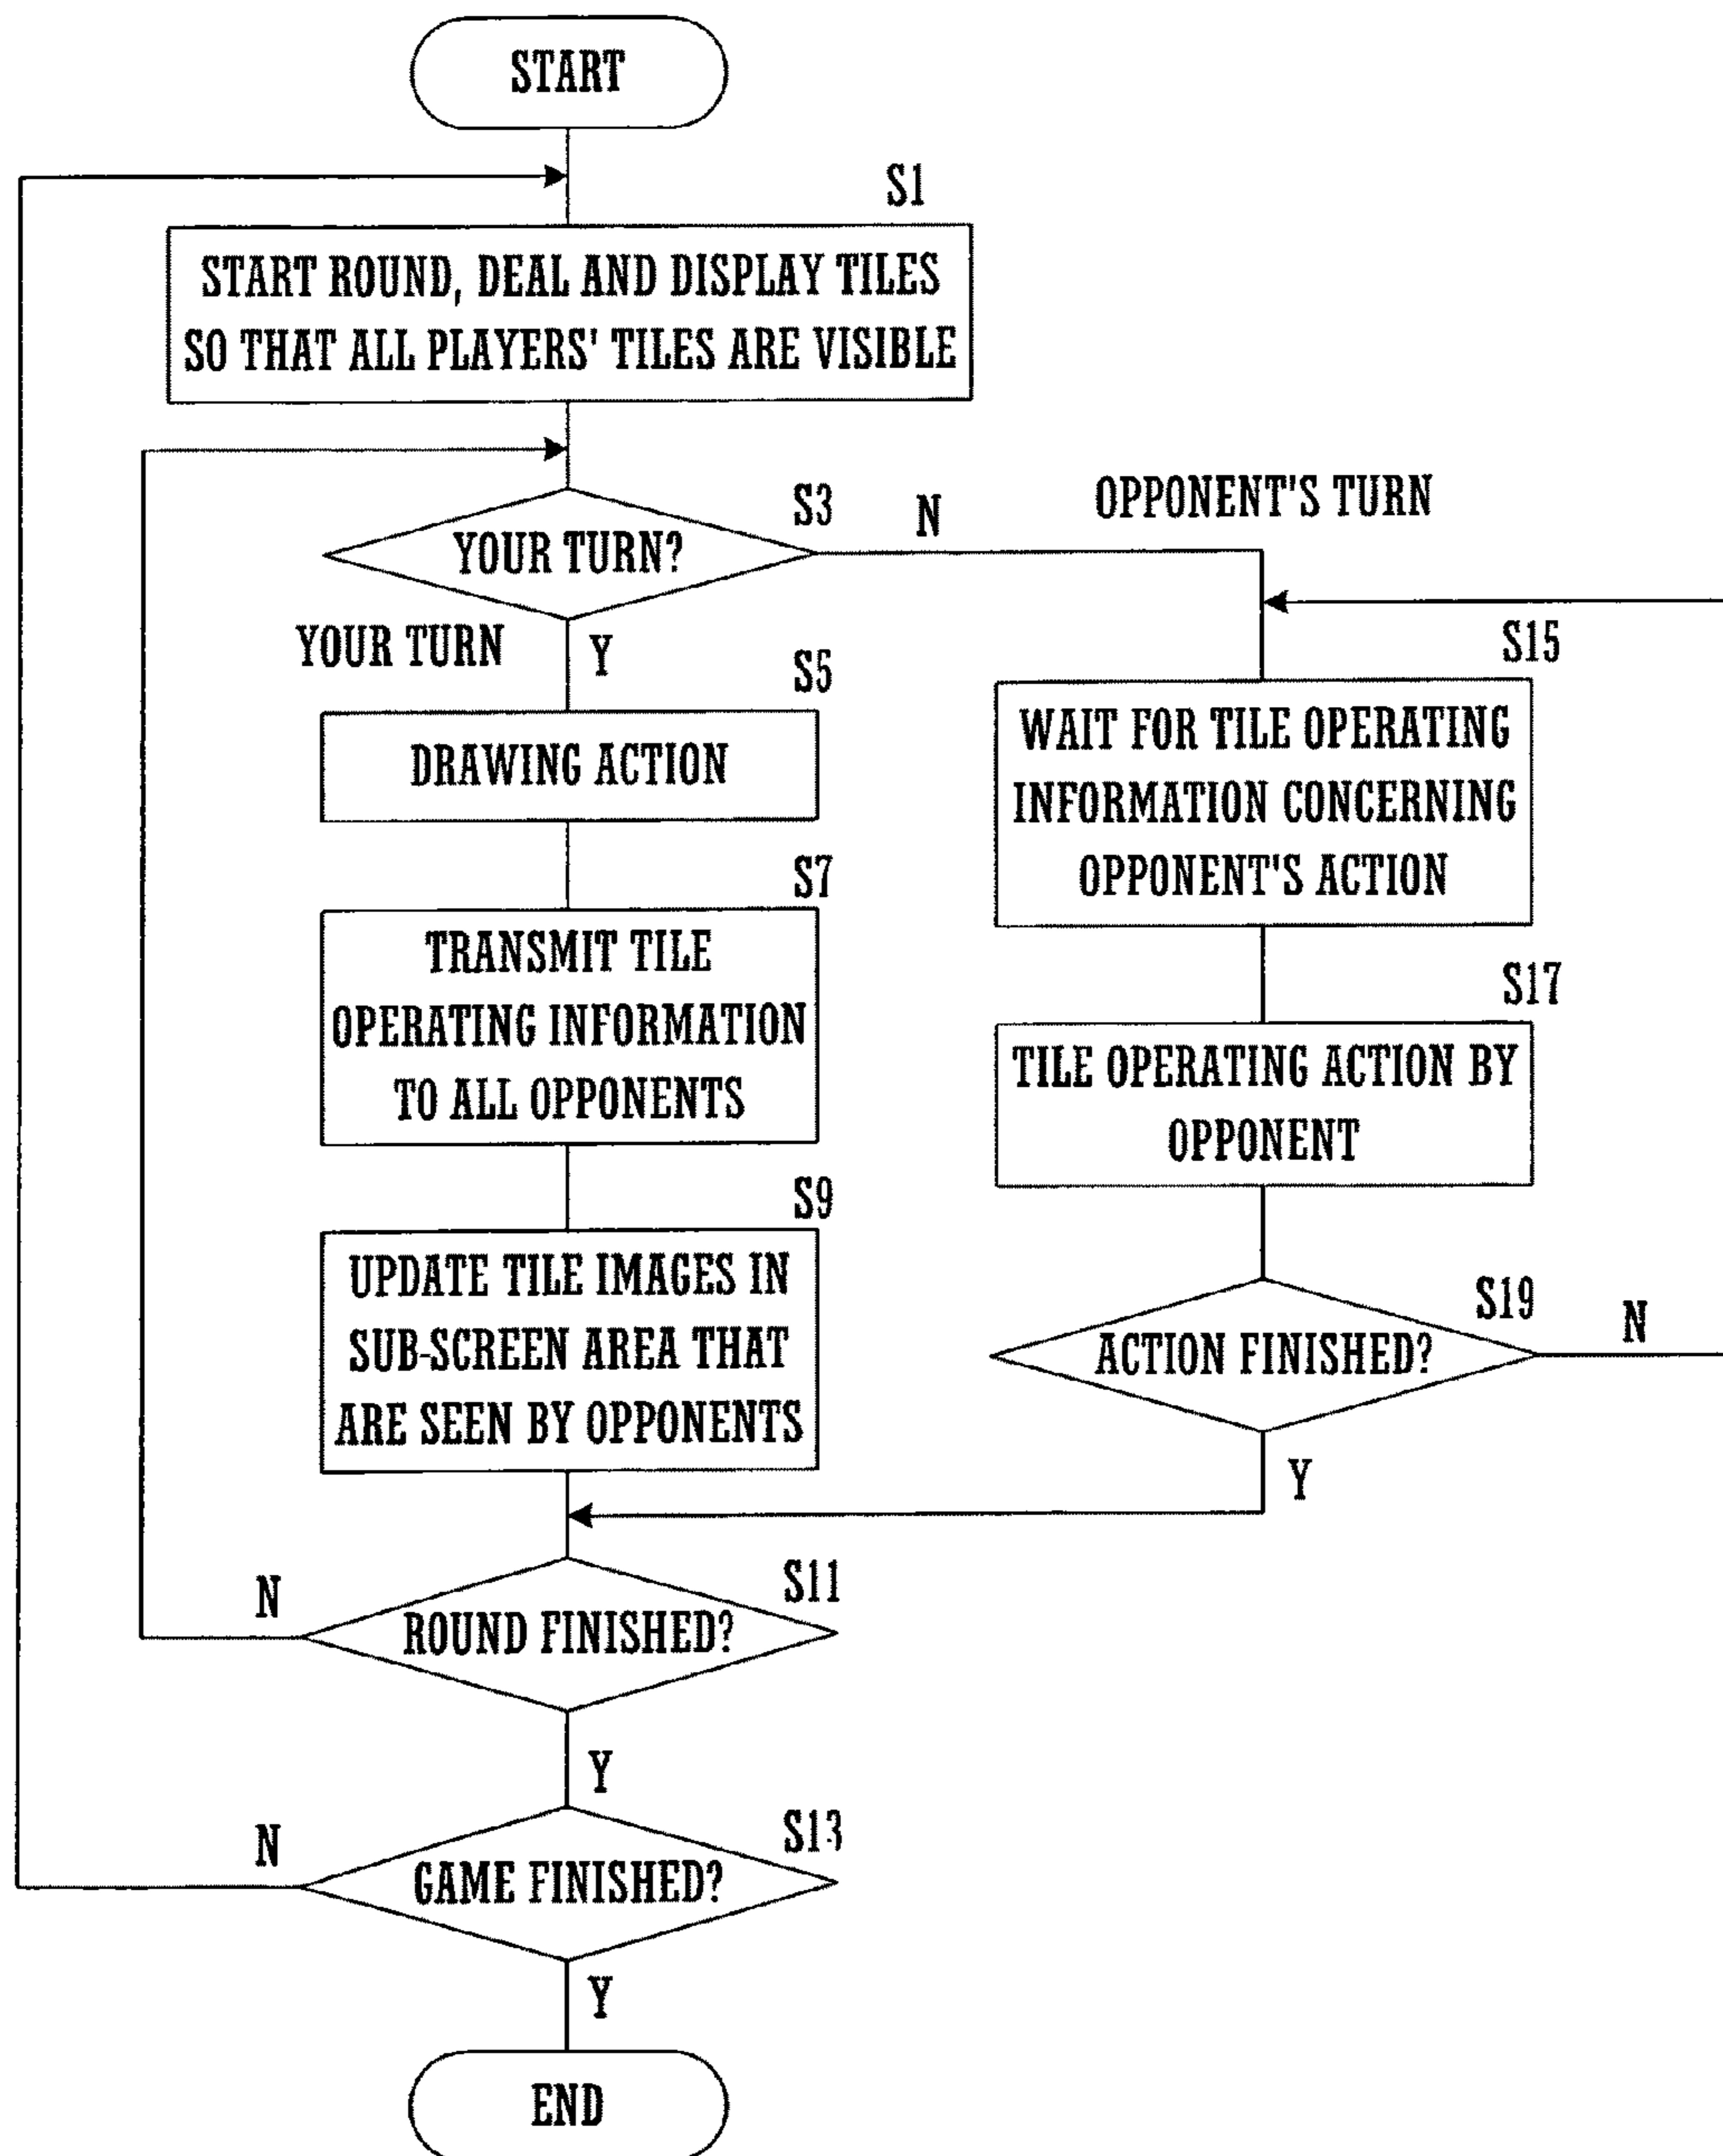 START
S1
START ROUND, DEAL AND DISPLAY TILES
SO THAT ALL PLAYERS' TILES ARE VISIBLE
S3
YOUR TURN?
N
OPPONENT'S TURN
YOUR TURN
Y
S5
DRAWING ACTION
S7
TRANSMIT TILE
OPERATING INFORMATION
TO ALL OPPONENTS
S9
UPDATE TILE IMAGES IN
SUB-SCREEN AREA THAT
ARE SEEN BY OPPONENTS
S15
WAIT FOR TILE OPERATING
INFORMATION CONCERNING
OPPONENT'S ACTION
S17
TILE OPERATING ACTION BY
OPPONENT
S19
ACTION FINISHED?
N
Y
S11
N
ROUND FINISHED?
Y
S13
N
GAME FINISHED?
Y
END